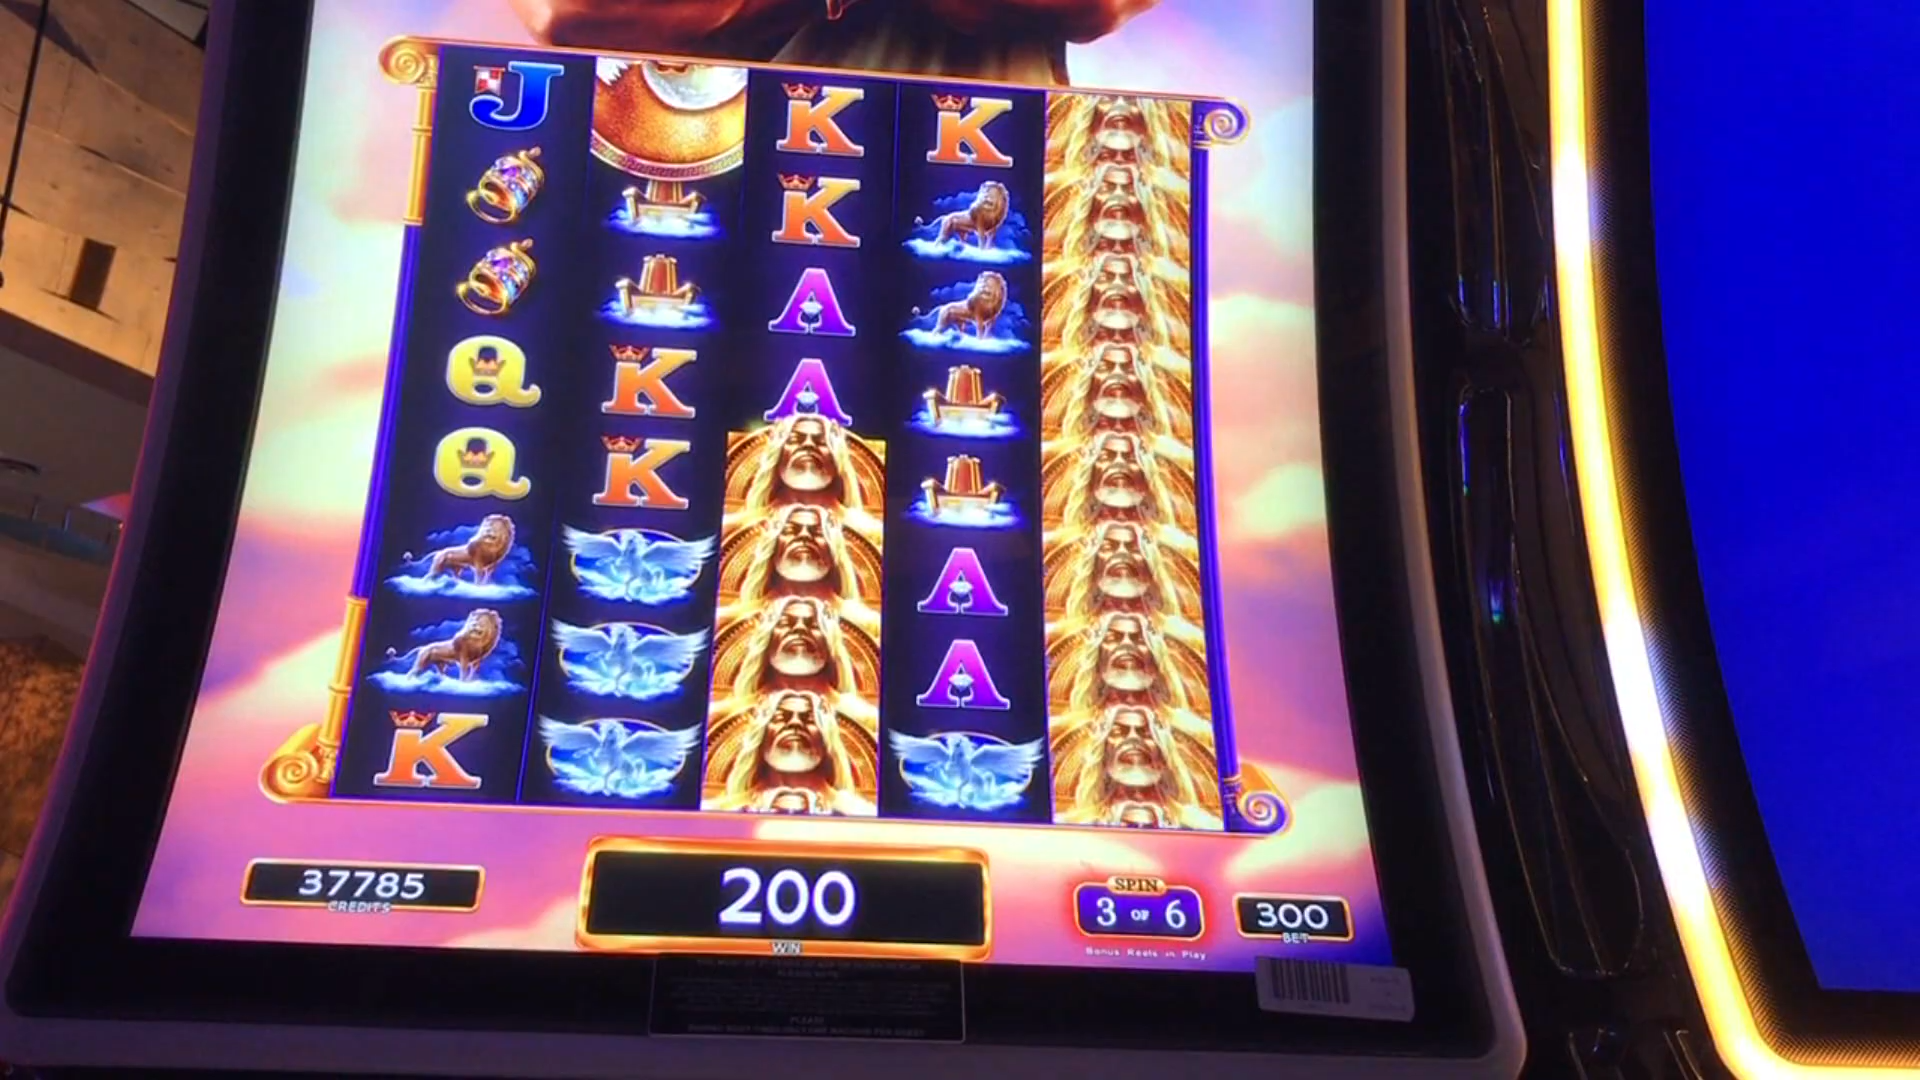 J K K
K
A
K A
Q K
Q A
A
K
37785
CREDITS
200
WIN
SPIN
3 OF 6
Bonus Reels in Play
300
BET